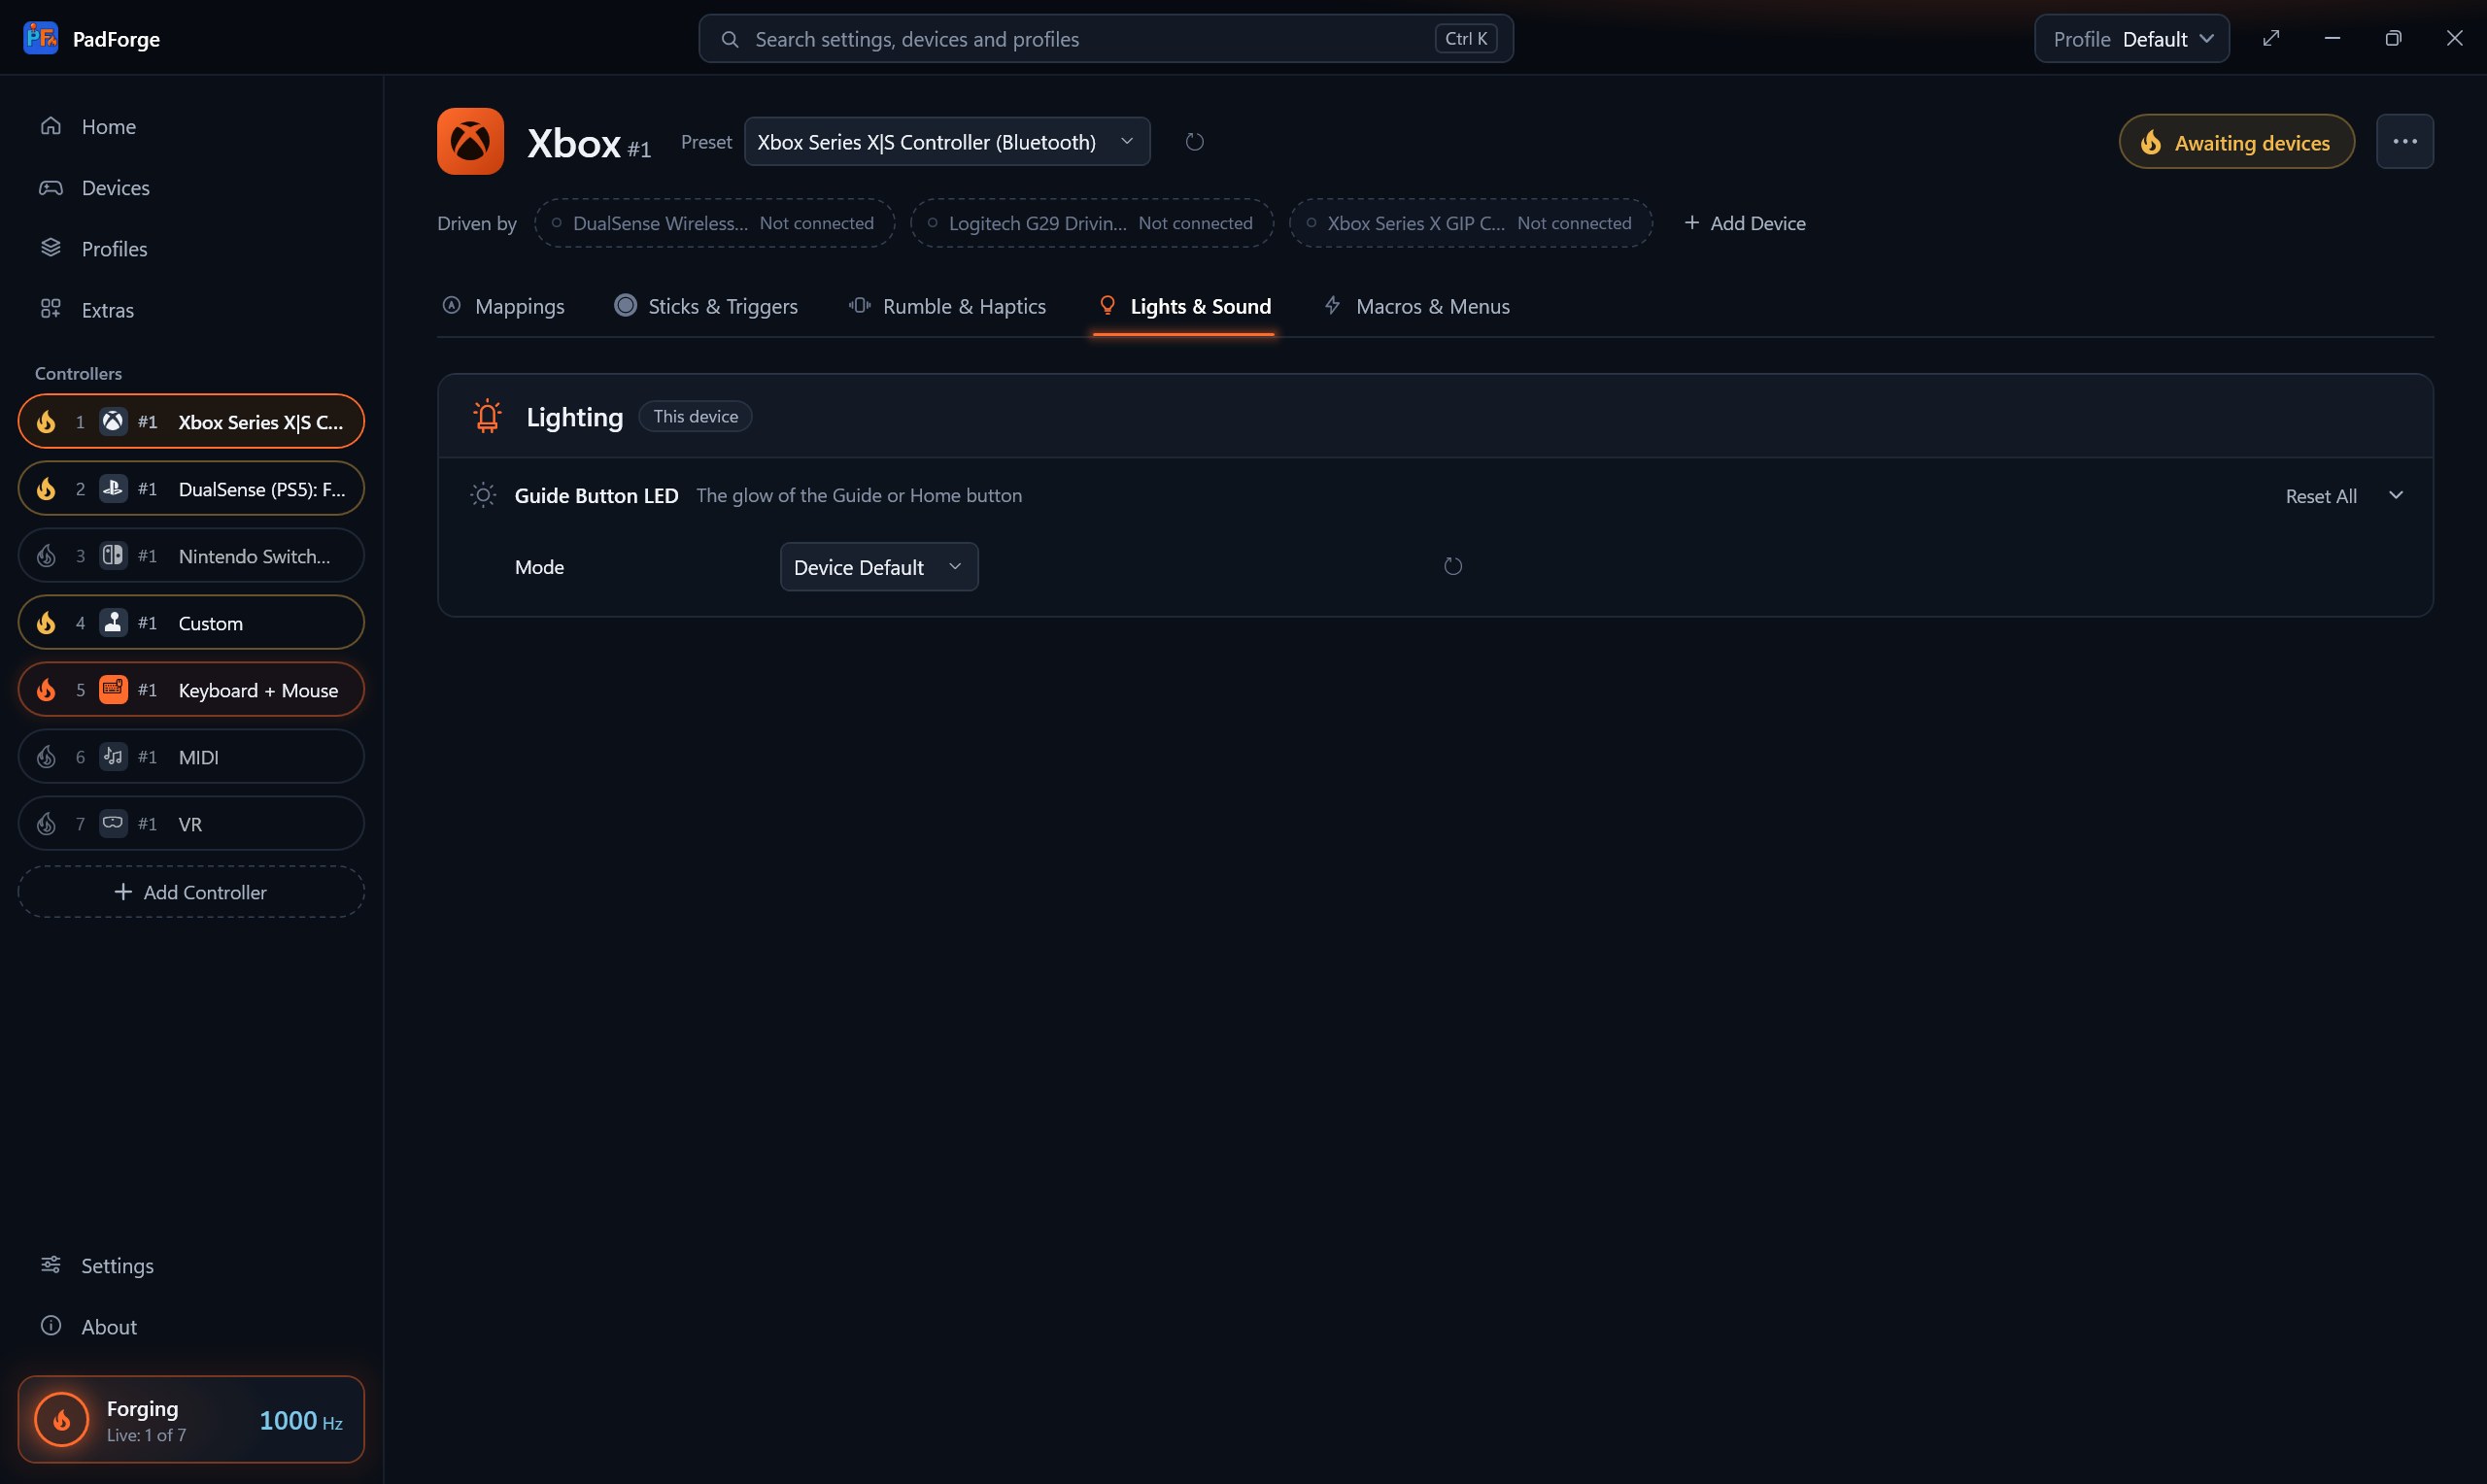 PadForge
Search settings, devices and profiles
Ctrl K
Profile Default
Home
Devices
Profiles
Extras
Controllers
1 #1 Xbox Series X|S C...
2 #1 DualSense (PS5): F...
3 #1 Nintendo Switch...
4 #1 Custom
5 #1 Keyboard + Mouse
6 #1 MIDI
7 #1 VR
Add Controller
Settings
About
Forging
Live: 1 of 7
1000 Hz
Xbox #1
Preset
Xbox Series X|S Controller (Bluetooth)
Awaiting devices
Driven by
DualSense Wireless... Not connected
Logitech G29 Drivin... Not connected
Xbox Series X GIP C... Not connected
Add Device
Mappings
Sticks & Triggers
Rumble & Haptics
Lights & Sound
Macros & Menus
Lighting
This device
Guide Button LED The glow of the Guide or Home button
Reset All
Mode
Device Default